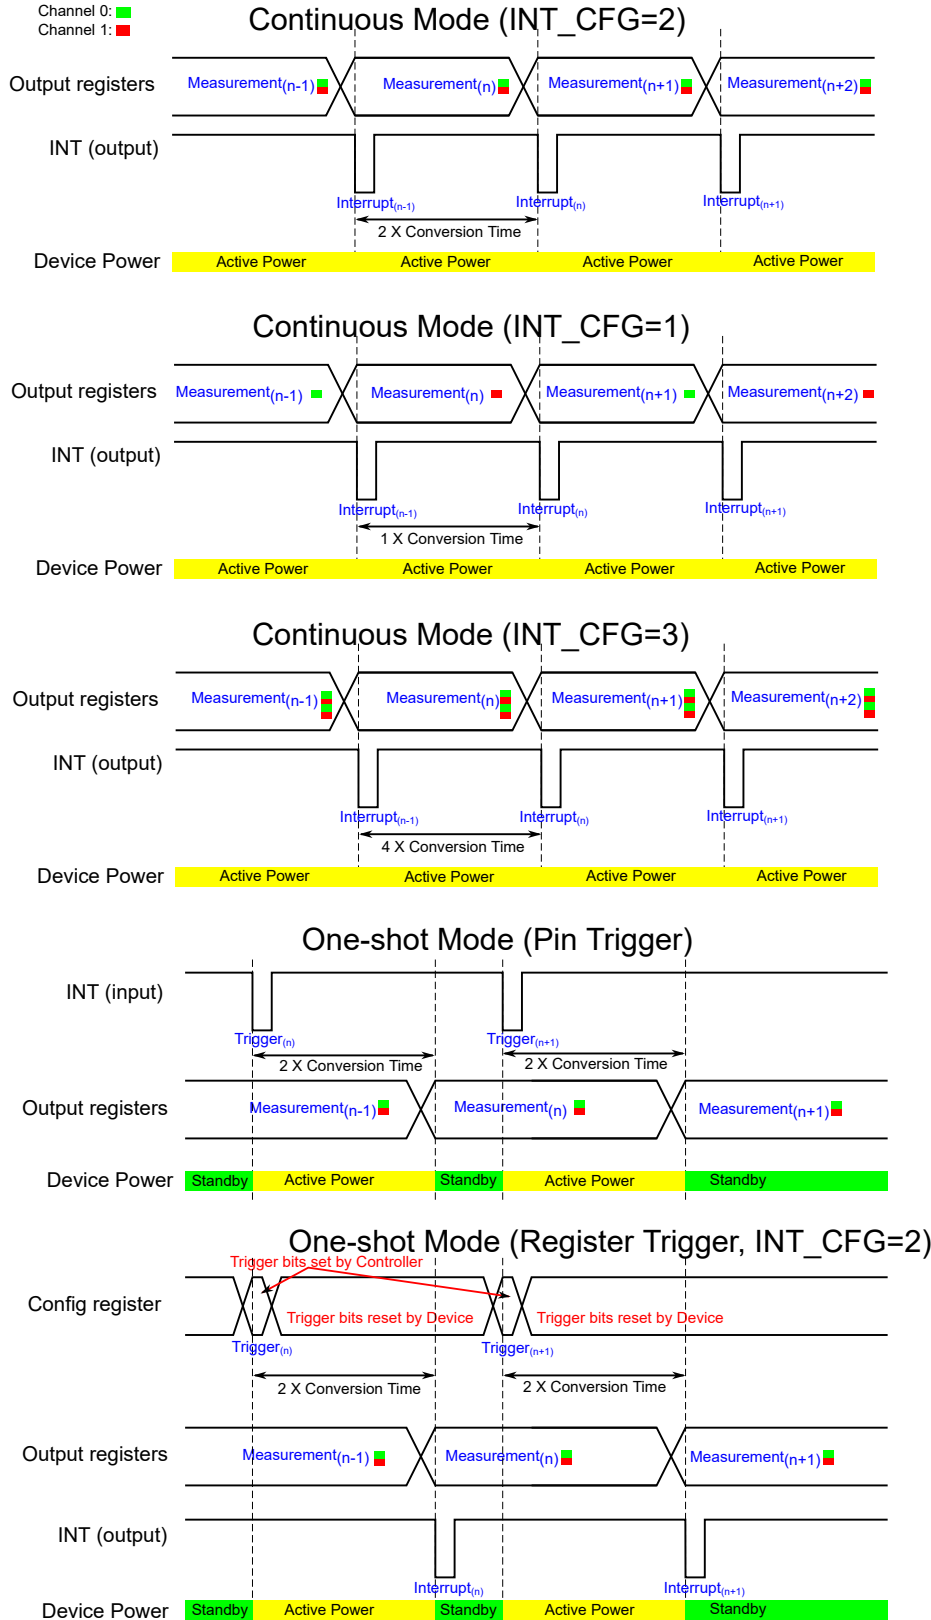 Channel 0:
Channel 1:
Continuous Mode (INT_CFG=2)
Output registers
Measurement(n-1)
Measurement(n)
Measurement(n+1)
Measurement(n+2)
INT (output)
Interrupt(n-1)
Interrupt(n)
Interrupt(n+1)
2 X Conversion Time
Device Power
Active Power
Active Power
Active Power
Active Power
Continuous Mode (INT_CFG=1)
Output registers
Measurement(n-1)
Measurement(n)
Measurement(n+1)
Measurement(n+2)
INT (output)
Interrupt(n-1)
Interrupt(n)
Interrupt(n+1)
1 X Conversion Time
Device Power
Active Power
Active Power
Active Power
Active Power
Continuous Mode (INT_CFG=3)
Output registers
Measurement(n-1)
Measurement(n)
Measurement(n+1)
Measurement(n+2)
INT (output)
Interrupt(n-1)
Interrupt(n)
Interrupt(n+1)
4 X Conversion Time
Device Power
Active Power
Active Power
Active Power
Active Power
One-shot Mode (Pin Trigger)
INT (input)
Trigger(n)
Trigger(n+1)
2 X Conversion Time
2 X Conversion Time
Output registers
Measurement(n-1)
Measurement(n)
Measurement(n+1)
Device Power
Standby
Active Power
Standby
Active Power
Standby
One-shot Mode (Register Trigger, INT_CFG=2)
Trigger bits set by Controller
Config register
Trigger bits reset by Device
Trigger bits reset by Device
Trigger(n)
Trigger(n+1)
2 X Conversion Time
2 X Conversion Time
Output registers
Measurement(n-1)
Measurement(n)
Measurement(n+1)
INT (output)
Interrupt(n)
Interrupt(n+1)
Device Power
Standby
Active Power
Standby
Active Power
Standby